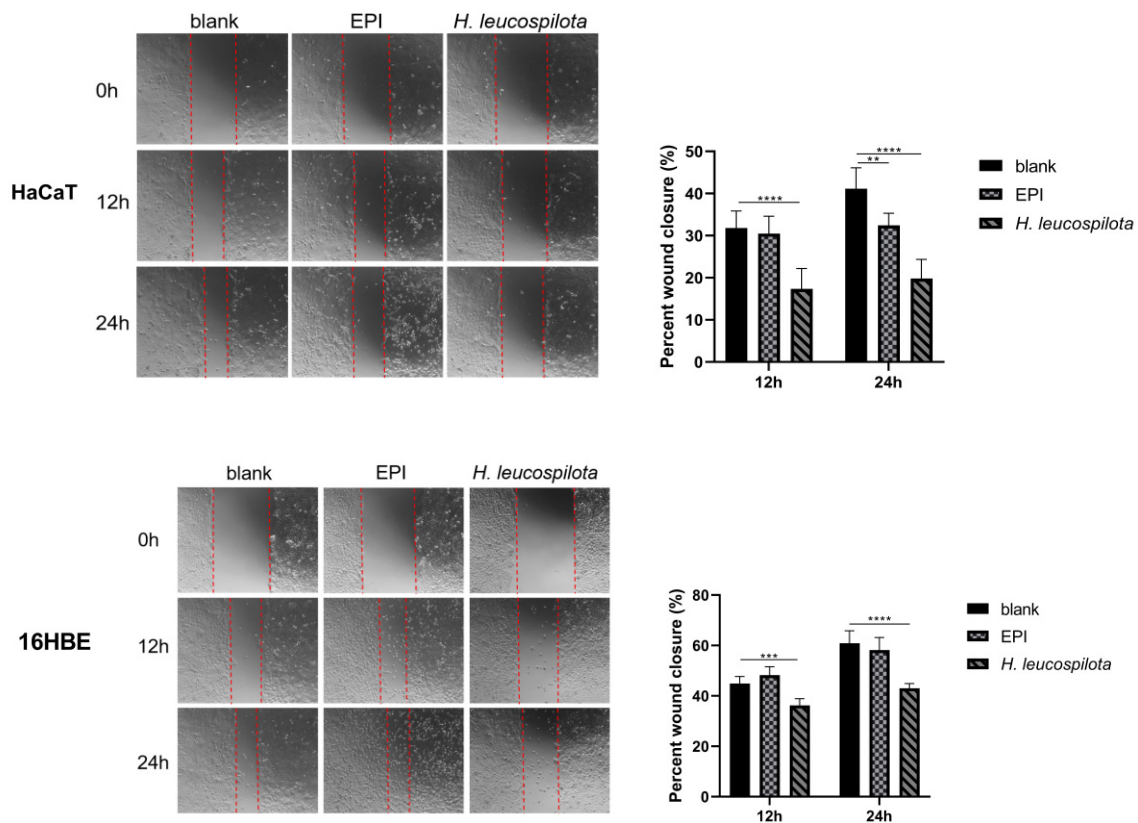 blank EPI H. leucospilota
HaCaT
0h
12h
24h
Percent wound closure (%)
50
40
30
20
10
0
**** ** ****
12h 24h
blank
EPI
H. leucospilota
blank EPI H. leucospilota
16HBE
0h
12h
24h
Percent wound closure (%)
80
60
40
20
0
*** ****
12h 24h
blank
EPI
H. leucospilota